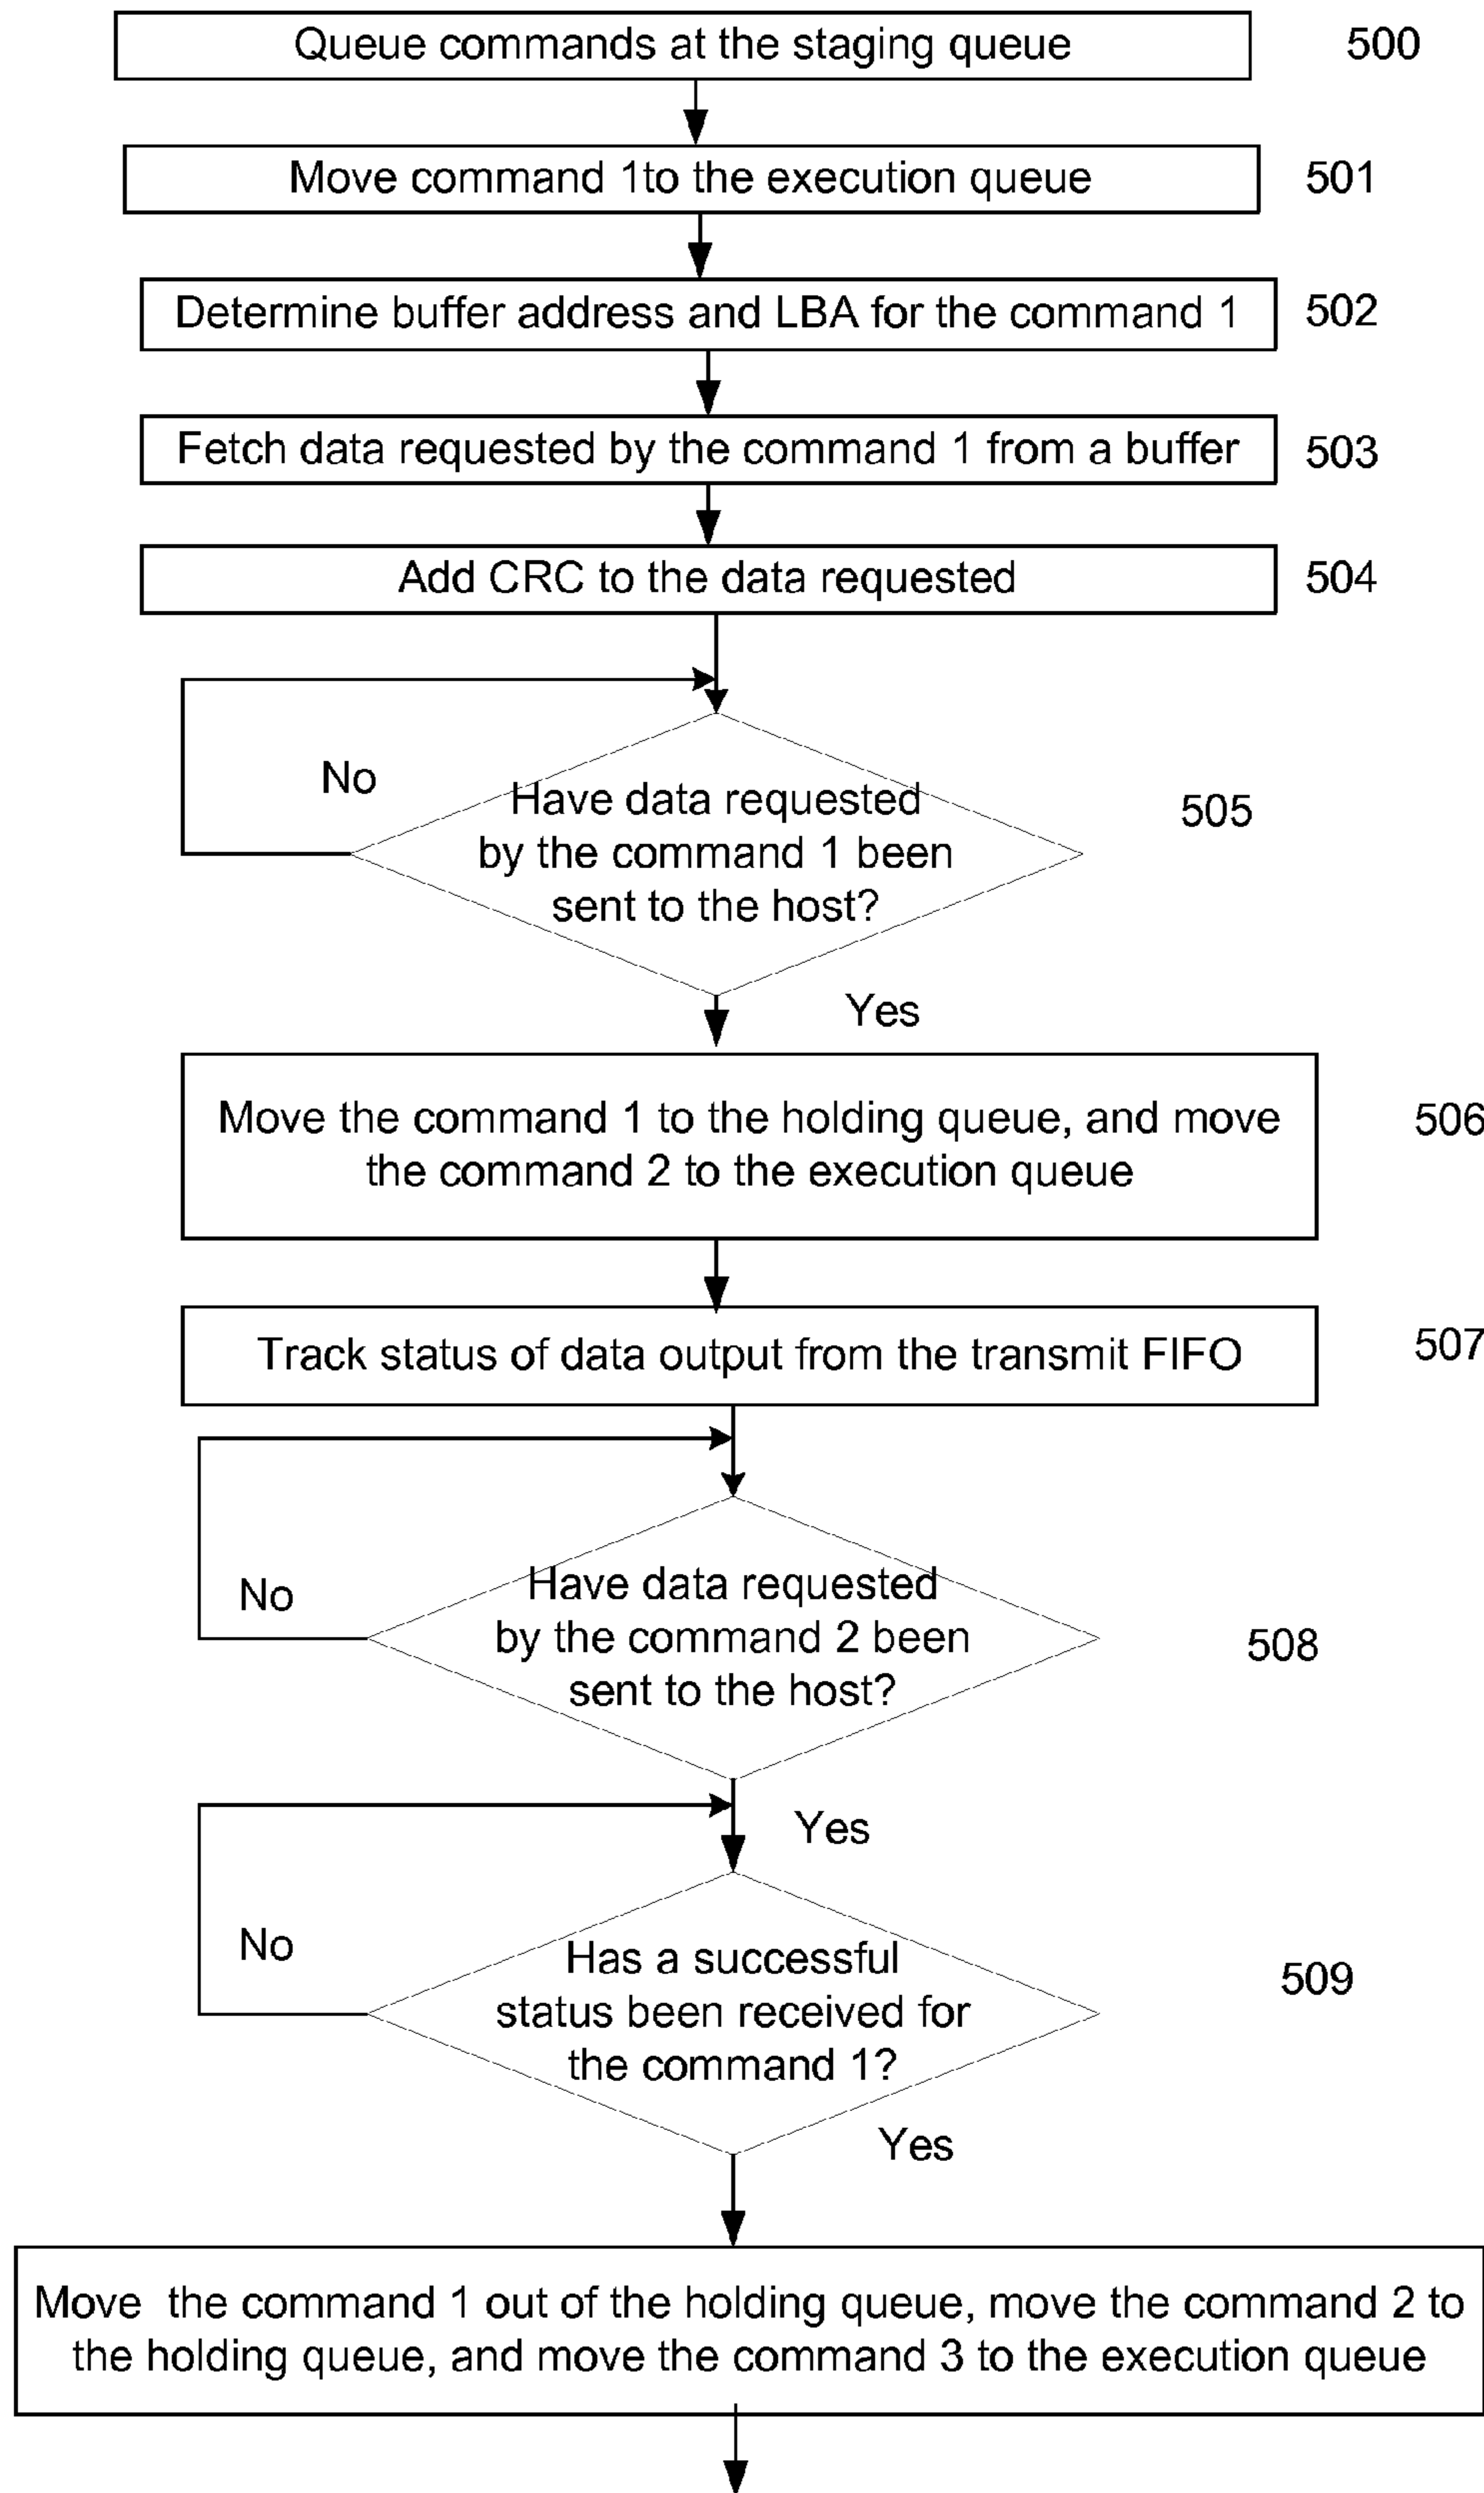 Queue commands at the staging queue 500
Move command 1to the execution queue 501
Determine buffer address and LBA for the command 1 502
Fetch data requested by the command 1 from a buffer 503
Add CRC to the data requested 504
No
Have data requested
by the command 1 been
sent to the host?
505
Yes
Move the command 1 to the holding queue, and move
the command 2 to the execution queue
506
Track status of data output from the transmit FIFO 507
No
Have data requested
by the command 2 been
sent to the host?
508
Yes
No
Has a successful
status been received for
the command 1?
509
Yes
Move the command 1 out of the holding queue, move the command 2 to
the holding queue, and move the command 3 to the execution queue